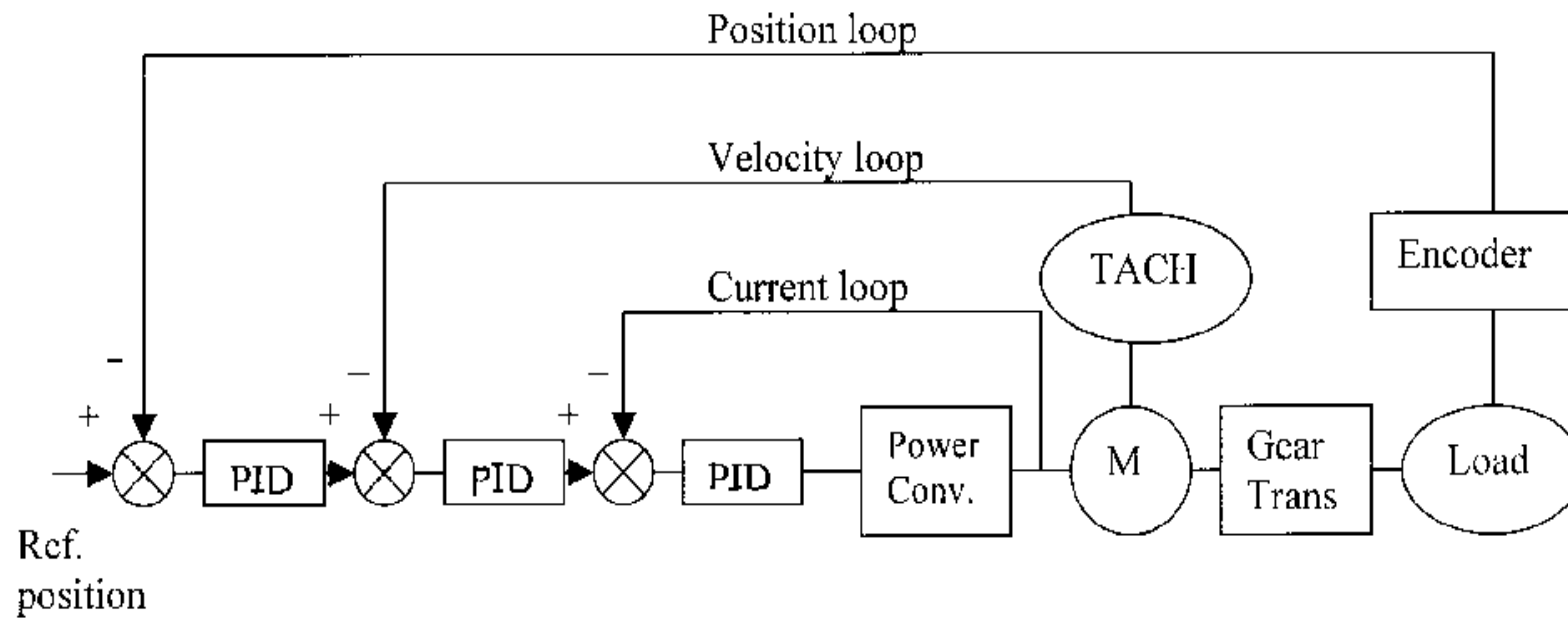 Position loop
Velocity loop
TACH
Encoder
Current loop
-
+
-
+
-
+
PID
PID
PID
Power
Conv.
M
Gear
Trans
Load
Ref.
position